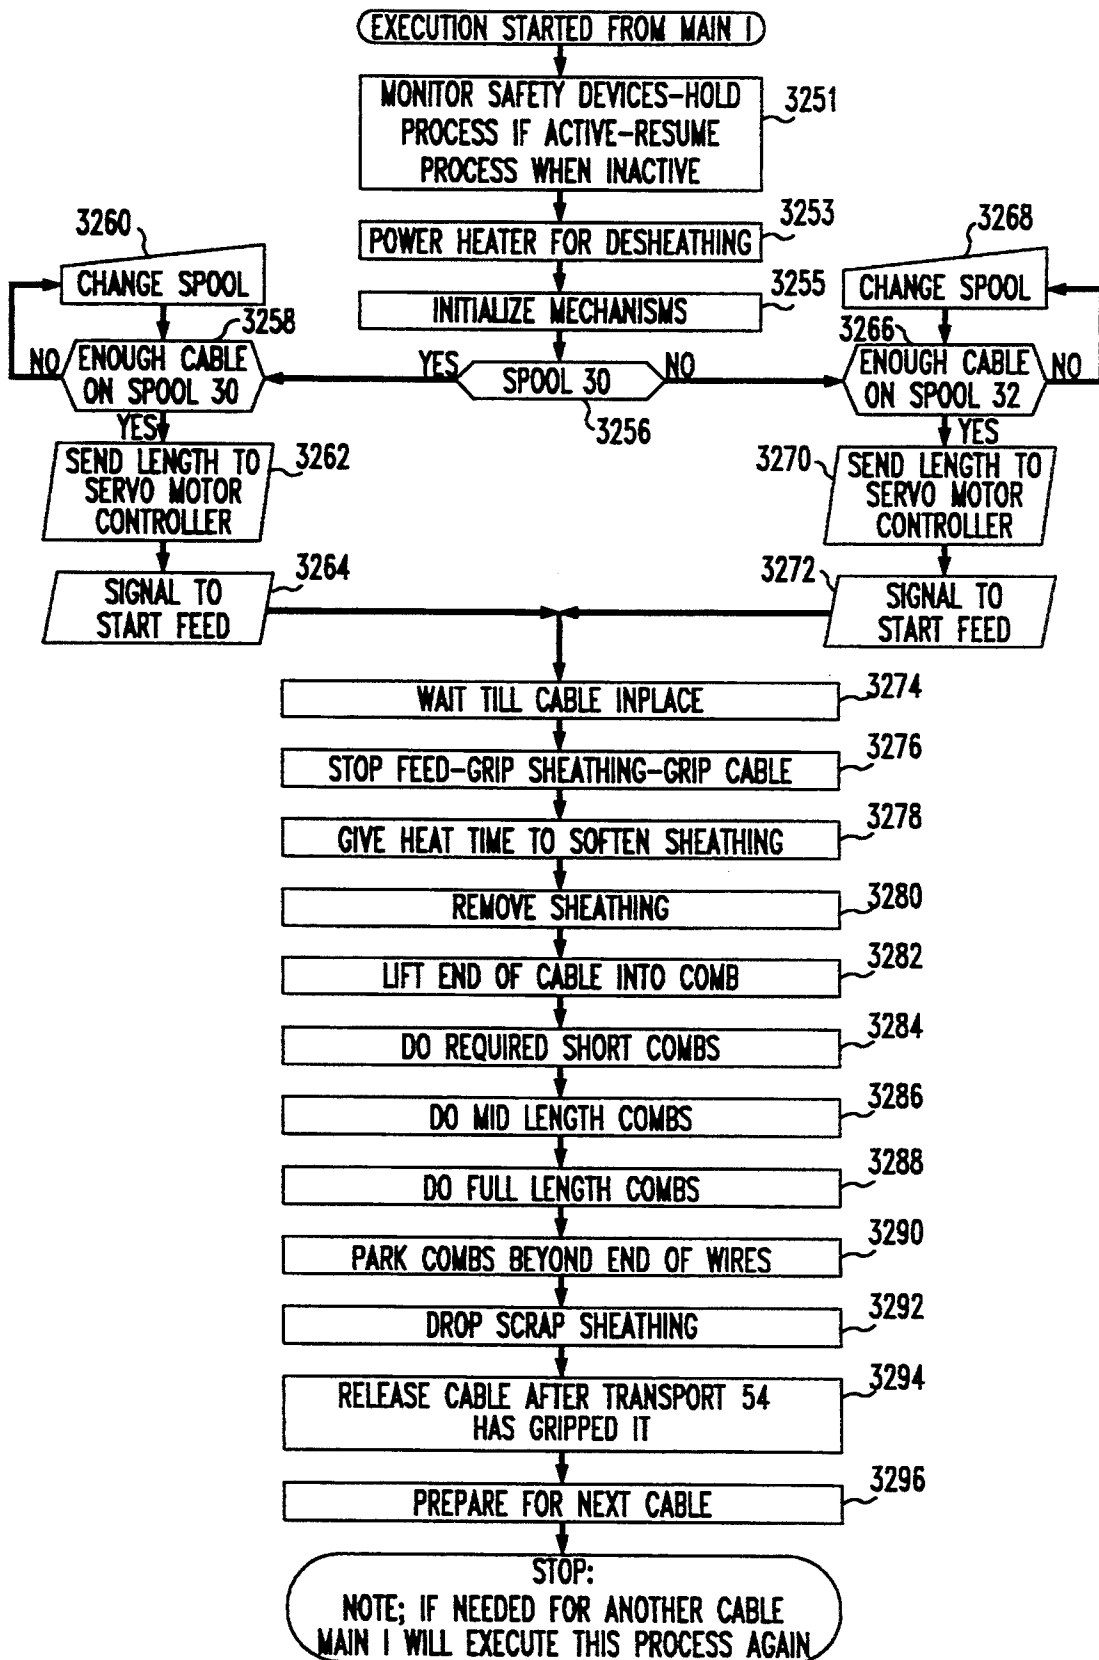 EXECUTION STARTED FROM MAIN I
MONITOR SAFETY DEVICES-HOLD
PROCESS IF ACTIVE-RESUME
PROCESS WHEN INACTIVE
3251
POWER HEATER FOR DESHEATHING
3253
INITIALIZE MECHANISMS
3255
3260
CHANGE SPOOL
3258
NO
ENOUGH CABLE
ON SPOOL 30
YES
YES
SPOOL 30
NO
3256
3268
CHANGE SPOOL
3266
ENOUGH CABLE
ON SPOOL 32
NO
YES
SEND LENGTH TO
SERVO MOTOR
CONTROLLER
3262
3270
SEND LENGTH TO
SERVO MOTOR
CONTROLLER
SIGNAL TO
START FEED
3264
3272
SIGNAL TO
START FEED
WAIT TILL CABLE INPLACE
3274
STOP FEED-GRIP SHEATHING-GRIP CABLE
3276
GIVE HEAT TIME TO SOFTEN SHEATHING
3278
REMOVE SHEATHING
3280
LIFT END OF CABLE INTO COMB
3282
DO REQUIRED SHORT COMBS
3284
DO MID LENGTH COMBS
3286
DO FULL LENGTH COMBS
3288
PARK COMBS BEYOND END OF WIRES
3290
DROP SCRAP SHEATHING
3292
RELEASE CABLE AFTER TRANSPORT 54
HAS GRIPPED IT
3294
PREPARE FOR NEXT CABLE
3296
STOP:
NOTE; IF NEEDED FOR ANOTHER CABLE
MAIN I WILL EXECUTE THIS PROCESS AGAIN